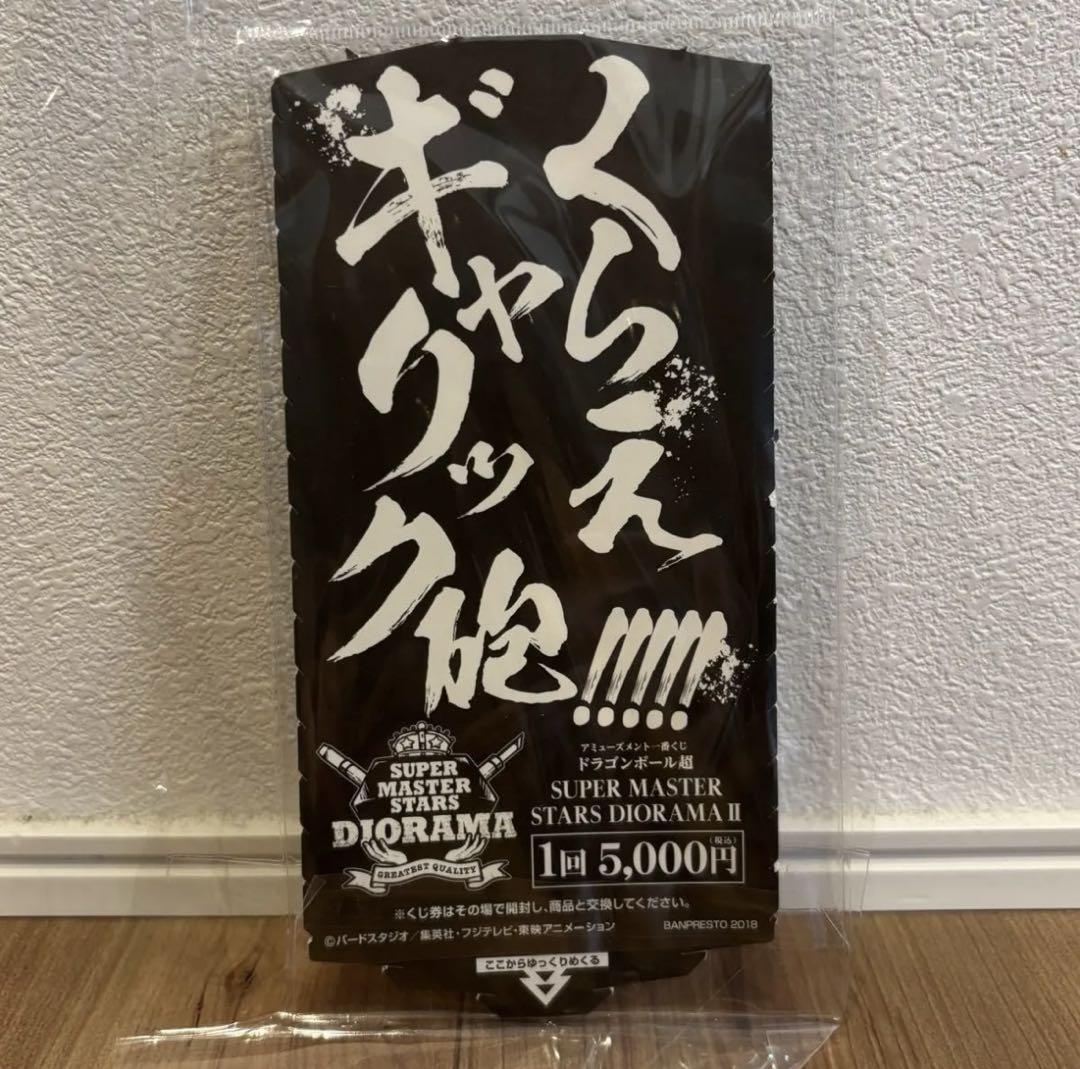 くらえ
ギャリック砲!!!!!
SUPER
MASTER
STARS
DIORAMA
GREATEST QUALITY
アミューズメント一番くじ
ドラゴンボール超
SUPER MASTER
STARS DIORAMA II
1回 5,000円(税込)
※くじ券はその場で開封し、商品と交換してください。
©バードスタジオ／集英社・フジテレビ・東映アニメーション
BANPRESTO 2018
ここからゆっくりめくる